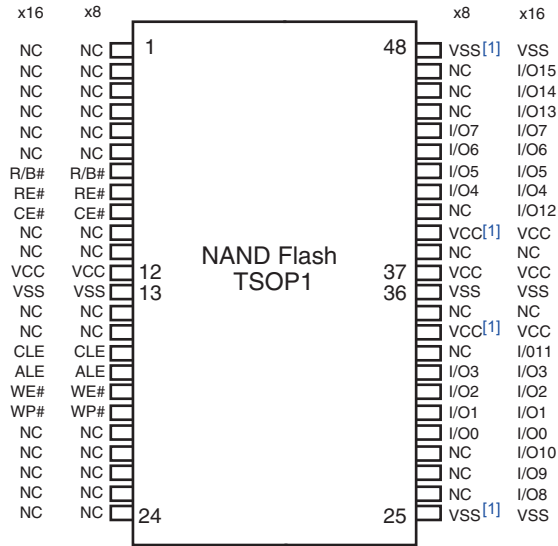 x16 x8 x8 x16
NC NC 1 48 VSS[1] VSS
NC NC NC I/O15
NC NC NC I/O14
NC NC NC I/O13
NC NC I/O7 I/O7
NC NC I/O6 I/O6
R/B# R/B# I/O5 I/O5
RE# RE# I/O4 I/O4
CE# CE# NC I/O12
NC NC VCC[1] VCC
NC NC NAND Flash NC NC
VCC VCC 12 TSOP1 37 VCC VCC
VSS VSS 13 36 VSS VSS
NC NC NC NC
NC NC VCC[1] VCC
CLE CLE NC I/011
ALE ALE I/O3 I/O3
WE# WE# I/O2 I/O2
WP# WP# I/O1 I/O1
NC NC I/O0 I/O0
NC NC NC I/O10
NC NC NC I/O9
NC NC NC I/O8
NC NC 24 25 VSS[1] VSS